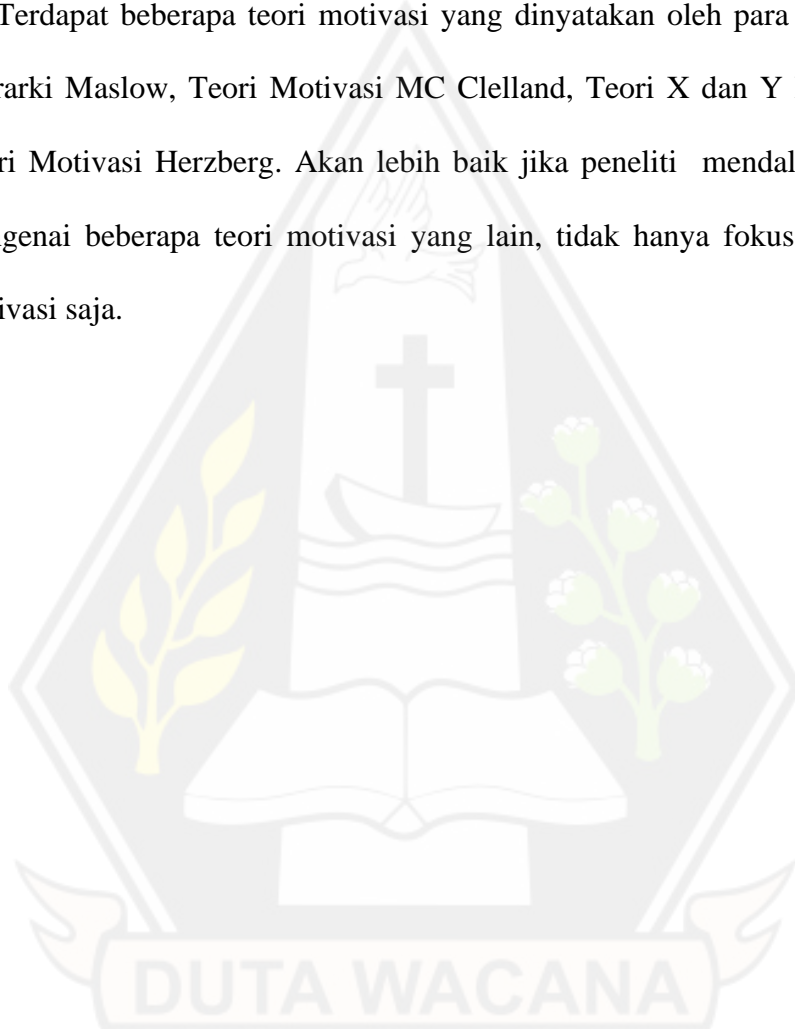 Terdapat beberapa teori motivasi yang dinyatakan oleh para
rarki Maslow, Teori Motivasi MC Clelland, Teori X dan Y
ri Motivasi Herzberg. Akan lebih baik jika peneliti mendal
genai beberapa teori motivasi yang lain, tidak hanya fokus
ivasi saja.
DUTA WACANA